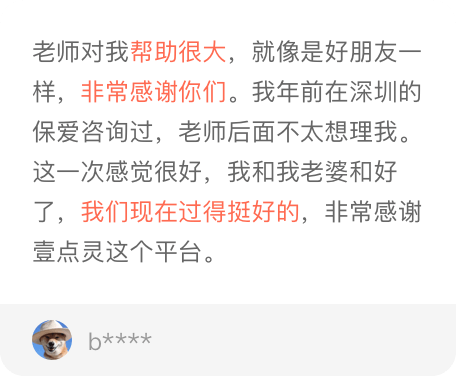 老师对我帮助很大，就像是好朋友一
样，非常感谢你们。我年前在深圳的
保爱咨询过，老师后面不太想理我。
这一次感觉很好，我和我老婆和好
了，我们现在过得挺好的，非常感谢
壹点灵这个平台。
b****